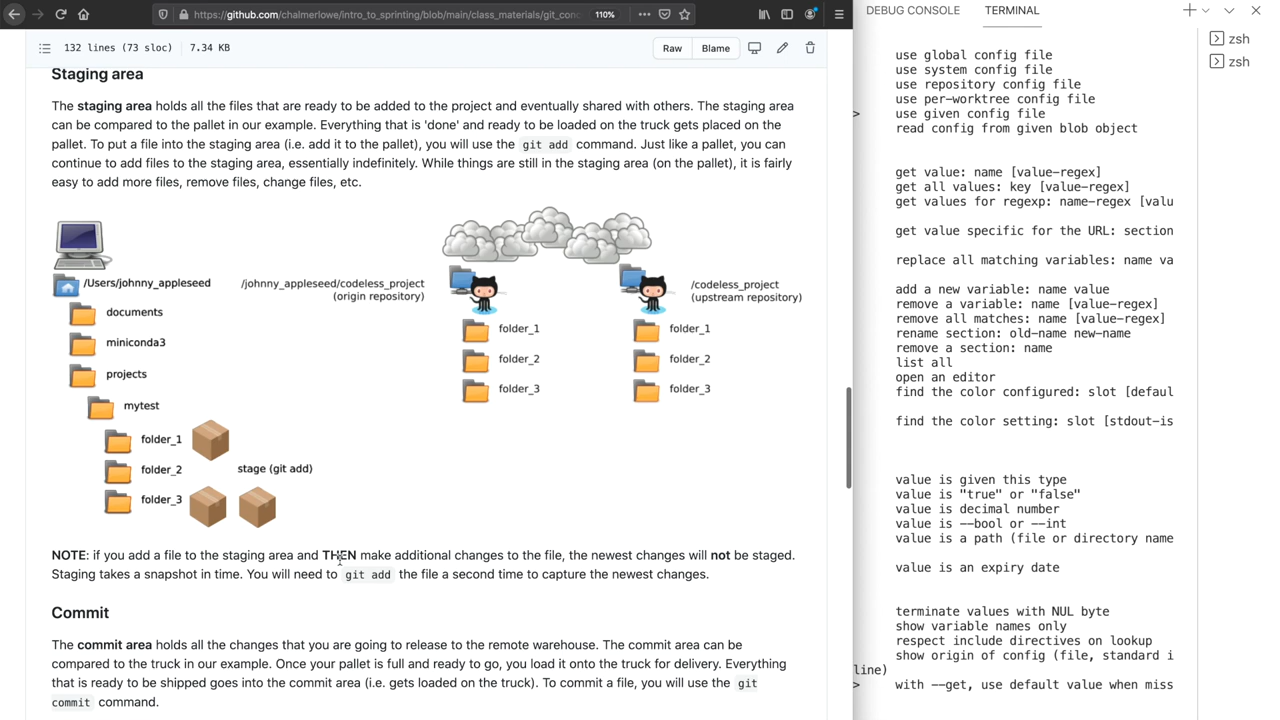 https://github.com/chalmerlowe/intro_to_sprinting/blob/main/class_materials/git_con
110%
132 lines (73 sloc) 7.34 KB
Raw Blame
Staging area
The staging area holds all the files that are ready to be added to the project and eventually shared with others. The staging area
can be compared to the pallet in our example. Everything that is 'done' and ready to be loaded on the truck gets placed on the
pallet. To put a file into the staging area (i.e. add it to the pallet), you will use the git add command. Just like a pallet, you can
continue to add files to the staging area, essentially indefinitely. While things are still in the staging area (on the pallet), it is fairly
easy to add more files, remove files, change files, etc.
/Users/johnny_appleseed
documents
miniconda3
projects
mytest
folder_1
folder_2
folder_3
stage (git add)
/johnny_appleseed/codeless_project
(origin repository)
folder_1
folder_2
folder_3
/codeless_project
(upstream repository)
folder_1
folder_2
folder_3
NOTE: if you add a file to the staging area and THEN make additional changes to the file, the newest changes will not be staged.
Staging takes a snapshot in time. You will need to git add the file a second time to capture the newest changes.
Commit
The commit area holds all the changes that you are going to release to the remote warehouse. The commit area can be
compared to the truck in our example. Once your pallet is full and ready to go, you load it onto the truck for delivery. Everything
that is ready to be shipped goes into the commit area (i.e. gets loaded on the truck). To commit a file, you will use the git
commit command.
DEBUG CONSOLE TERMINAL
zsh
zsh
use global config file
use system config file
use repository config file
use per-worktree config file
> use given config file
read config from given blob object
get value: name [value-regex]
get all values: key [value-regex]
get values for regexp: name-regex [valu
get value specific for the URL: section
replace all matching variables: name va
add a new variable: name value
remove a variable: name [value-regex]
remove all matches: name [value-regex]
rename section: old-name new-name
remove a section: name
list all
open an editor
find the color configured: slot [defaul
find the color setting: slot [stdout-is
value is given this type
value is "true" or "false"
value is decimal number
value is --bool or --int
value is a path (file or directory name
value is an expiry date
terminate values with NUL byte
show variable names only
respect include directives on lookup
show origin of config (file, standard i
line)
> with --get, use default value when miss